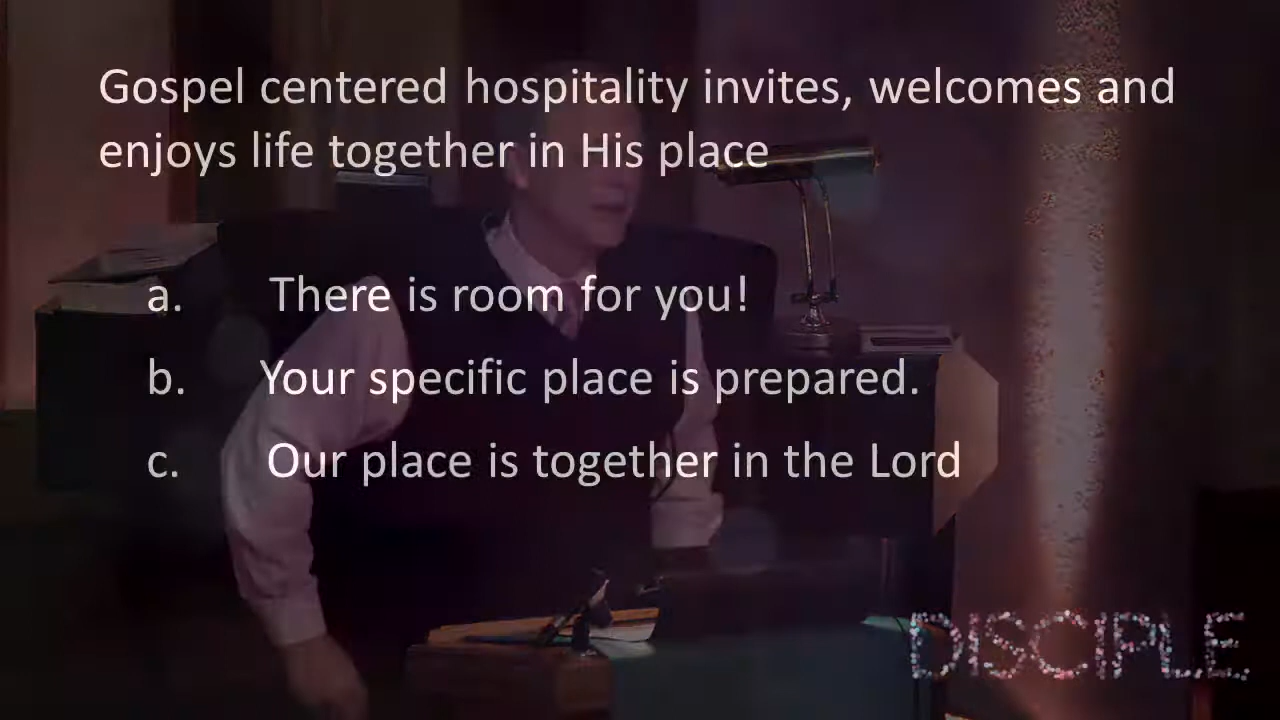 Gospel centered hospitality invites, welcomes and
enjoys life together in His place
a. There is room for you!
b. Your specific place is prepared.
c. Our place is together in the Lord
DISCIPLE